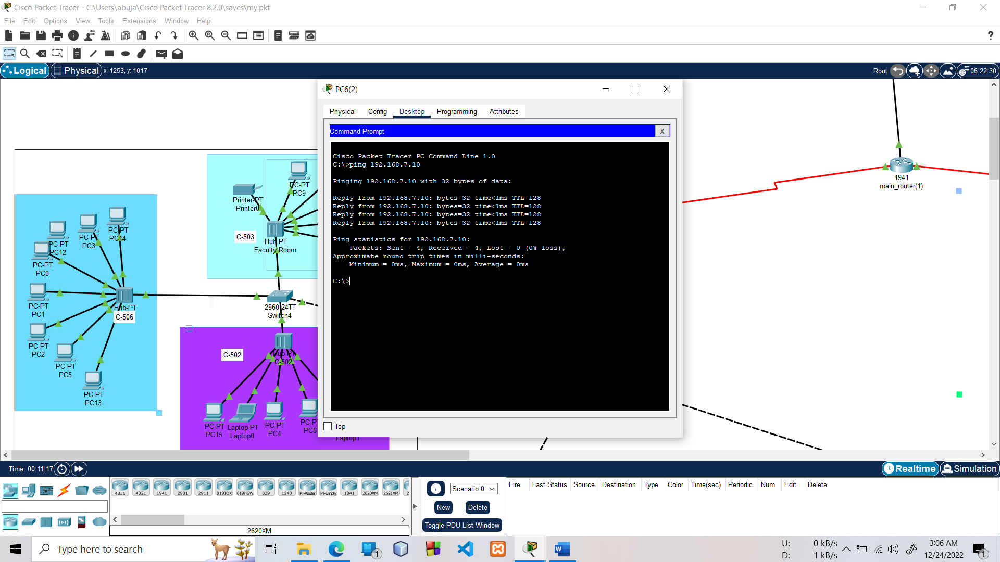 Cisco Packet Tracer - C:\Users\abuja\Cisco Packet Tracer 8.2.0\saves\my.pkt
File Edit Options View Tools Extensions Window Help
?
Logical Physical x: 1253, y: 1017
Root 06:22:30
PC6(2)
Physical Config Desktop Programming Attributes
Command Prompt X
Cisco Packet Tracer PC Command Line 1.0
C:\>ping 192.168.7.10
Pinging 192.168.7.10 with 32 bytes of data:
Reply from 192.168.7.10: bytes=32 time<1ms TTL=128
Reply from 192.168.7.10: bytes=32 time<1ms TTL=128
Reply from 192.168.7.10: bytes=32 time<1ms TTL=128
Reply from 192.168.7.10: bytes=32 time<1ms TTL=128
Ping statistics for 192.168.7.10:
Packets: Sent = 4, Received = 4, Lost = 0 (0% loss),
Approximate round trip times in milli-seconds:
Minimum = 0ms, Maximum = 0ms, Average = 0ms
C:\>
Top
1941
main_router(1)
PC-PT
PC9
Printer-PT
Printer0
C-503
Hub-PT
Faculty Room
PC-PT
PC14
PC-PT
PC3
PC-PT
PC12
PC-PT
PC0
PC-PT
PC1
Hub-PT
C-506
PC-PT
PC2
PC-PT
PC5
PC-PT
PC13
2960-24TT
Switch4
C-502
Hub-PT
C-502
PC-PT
PC15
Laptop-PT
Laptop0
PC-PT
PC4
PC-PT
PC6
Laptop1
Time: 00:11:17
Realtime Simulation
4331 4321 1941 2901 2911 819IOX 819HGW 829 1240 PT-Router PT-Empty 1841 2620XM 2621XM 2
2620XM
Scenario 0
New Delete
Toggle PDU List Window
Fire Last Status Source Destination Type Color Time(sec) Periodic Num Edit Delete
Type here to search
1
U: 0 kB/s
D: 1 kB/s
3:06 AM
12/24/2022
1